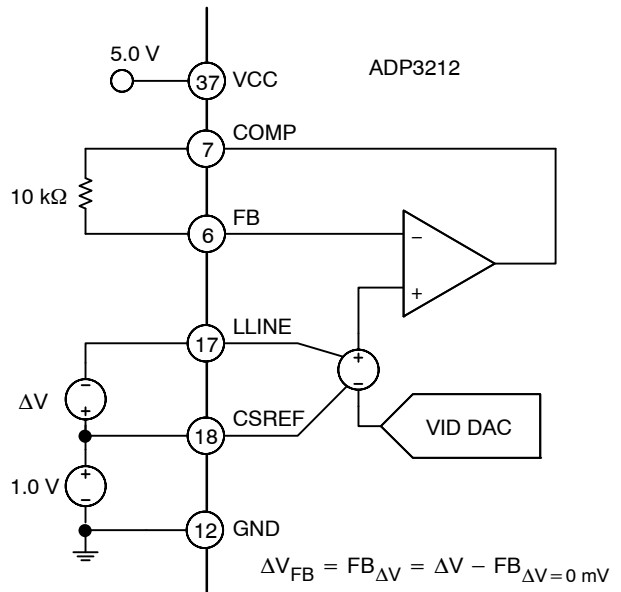 5.0 V
ADP3212
37
VCC
COMP
7
10 kΩ
FB
6
−
+
LLINE
17
+
−
−
ΔV
+
CSREF
18
VID DAC
+
1.0 V
−
12
GND
ΔV_FB = FB_ΔV = ΔV − FB_ΔV=0 mV